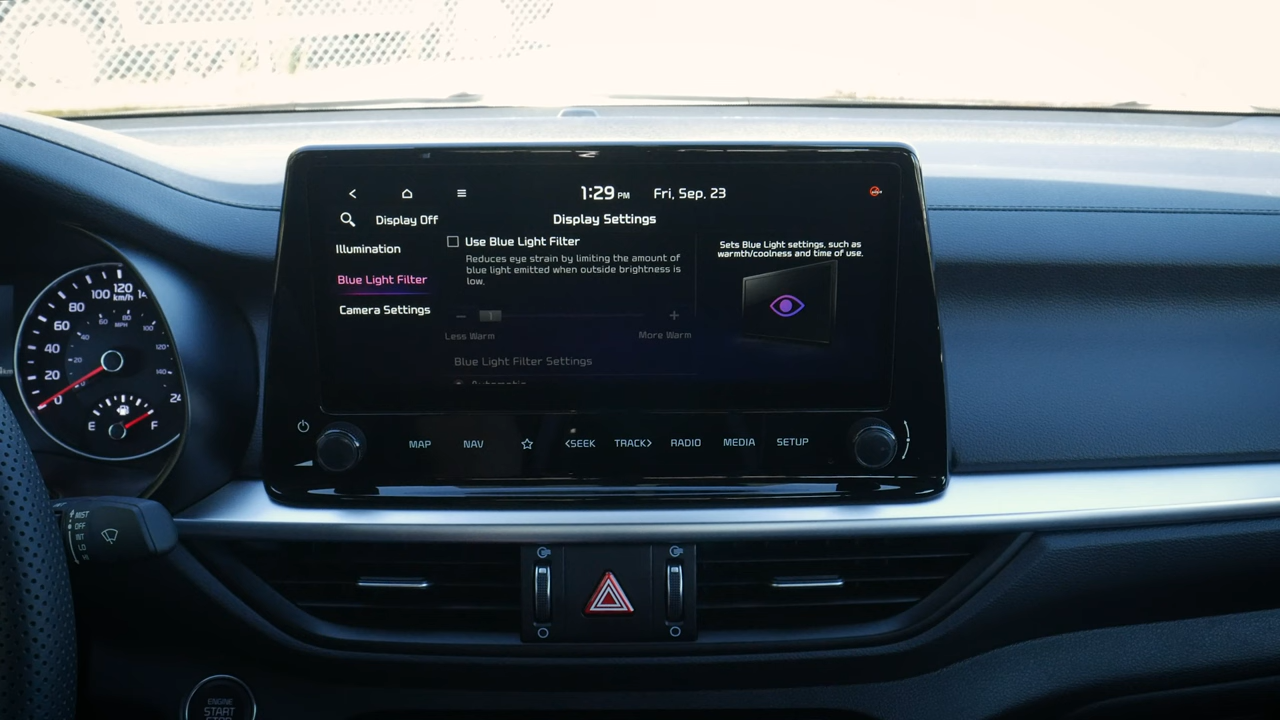 1:29 PM Fri, Sep. 23
Display Off
Display Settings
Illumination
Blue Light Filter
Camera Settings
Use Blue Light Filter
Reduces eye strain by limiting the amount of
blue light emitted when outside brightness is
low.
1
Less Warm
More Warm
Blue Light Filter Settings
Automatic
Sets Blue Light settings, such as
warmth/coolness and time of use.
MAP NAV <SEEK TRACK> RADIO MEDIA SETUP
120
100
km/h
80
60
40
20
0
MPH
E F
MIST
OFF
INT
LO
ENGINE
START
STOP